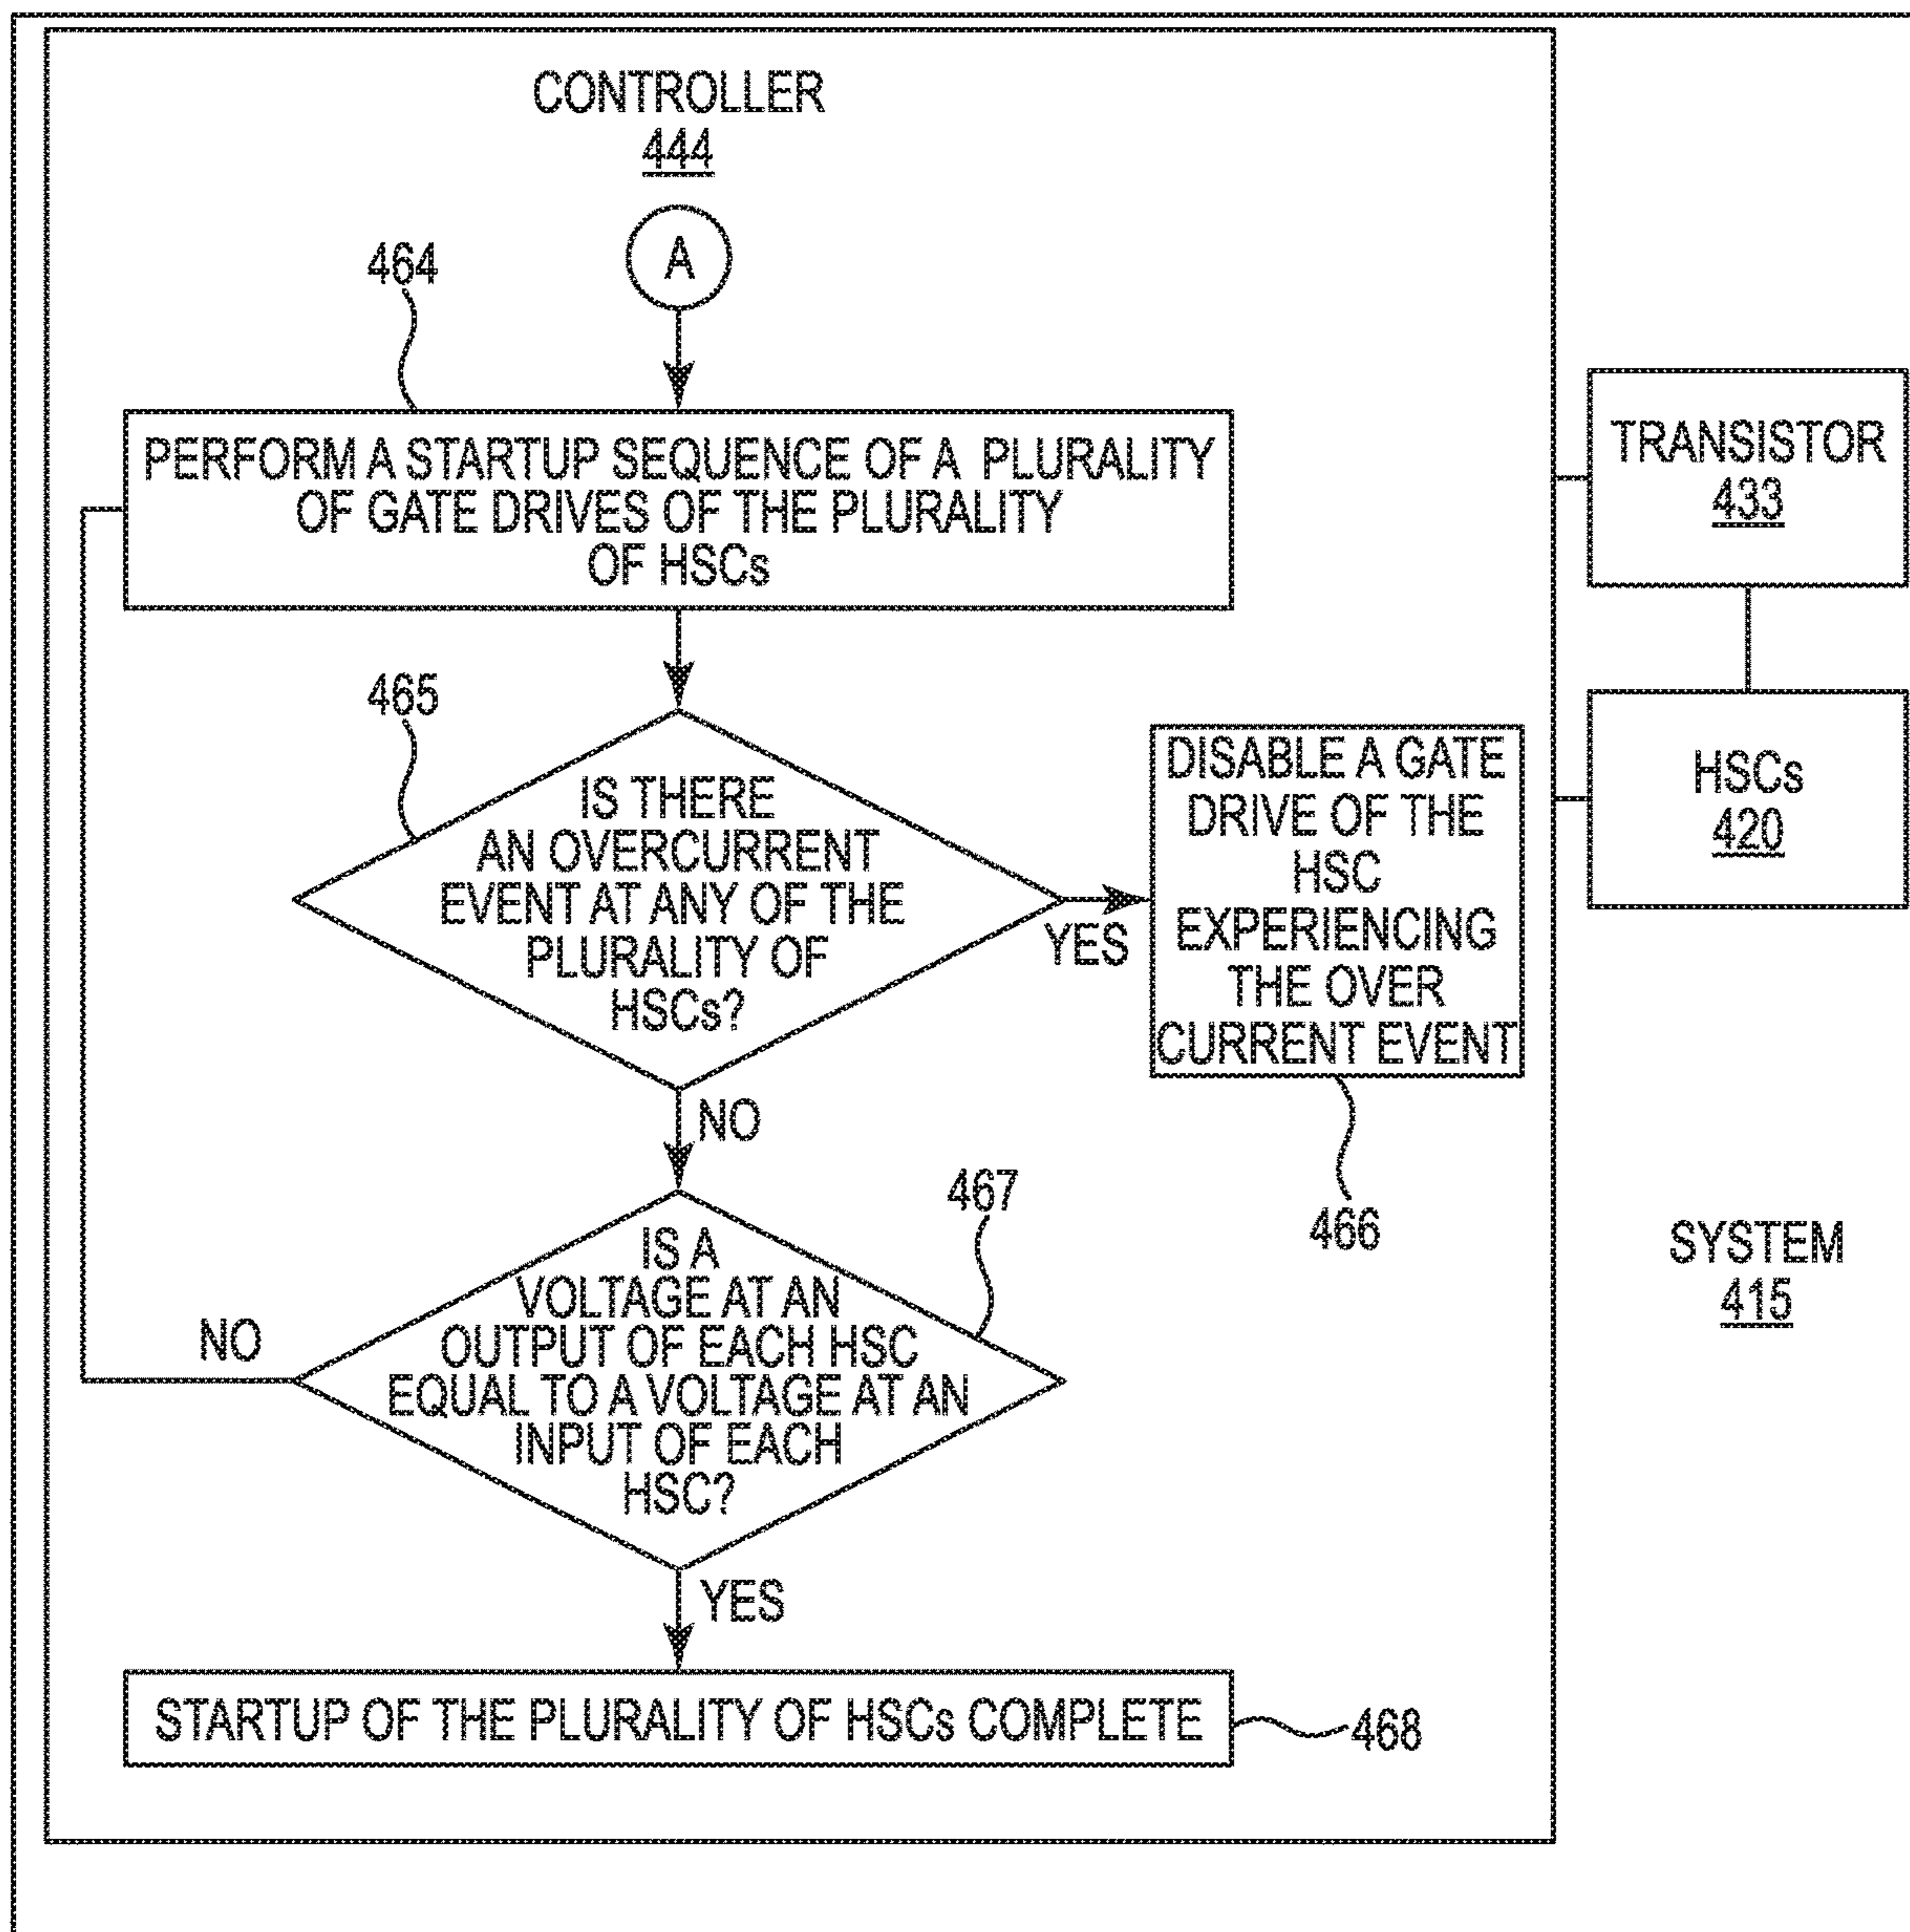 CONTROLLER
444
A
464
PERFORM A STARTUP SEQUENCE OF A PLURALITY
OF GATE DRIVES OF THE PLURALITY
OF HSCs
TRANSISTOR
433
465
IS THERE
AN OVERCURRENT
EVENT AT ANY OF THE
PLURALITY OF
HSCs?
YES
DISABLE A GATE
DRIVE OF THE
HSC
EXPERIENCING
THE OVER
CURRENT EVENT
HSCs
420
NO
466
467
IS A
VOLTAGE AT AN
OUTPUT OF EACH HSC
EQUAL TO A VOLTAGE AT AN
INPUT OF EACH
HSC?
NO
SYSTEM
415
YES
STARTUP OF THE PLURALITY OF HSCs COMPLETE
468